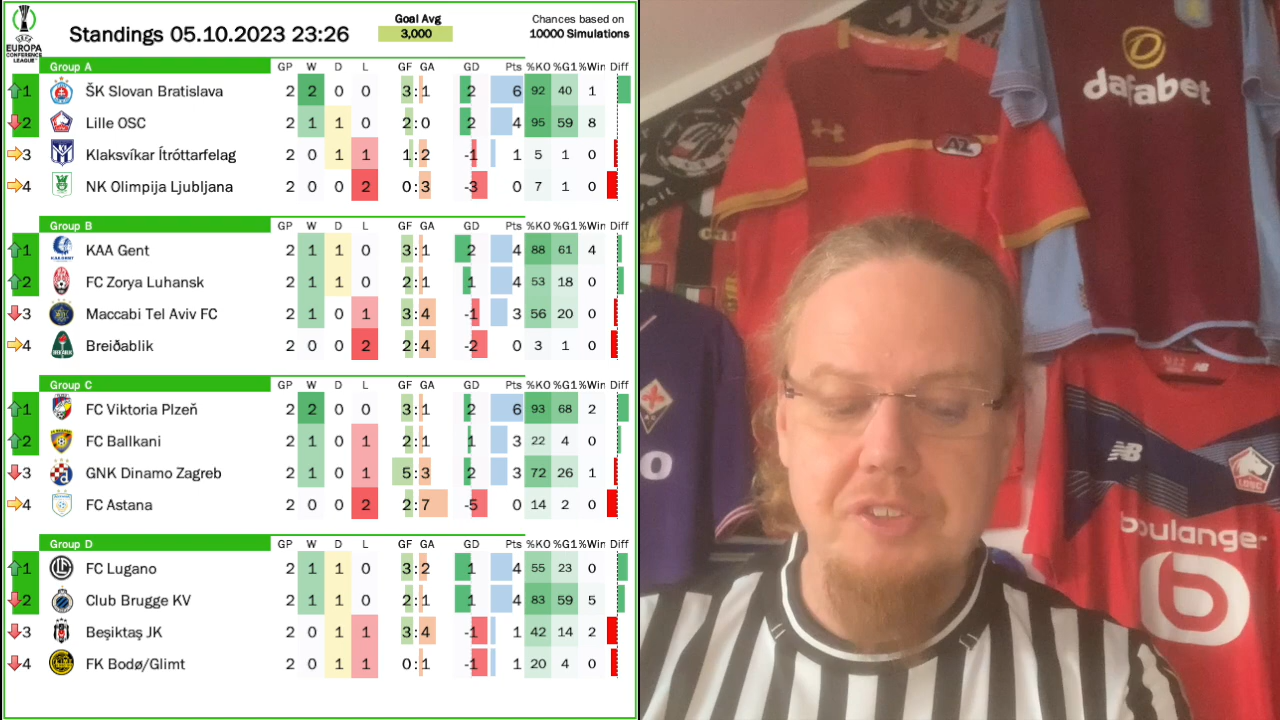 UEFA
EUROPA
CONFERENCE
LEAGUE
Standings 05.10.2023 23:26
Goal Avg
3,000
Chances based on
10000 Simulations
Group A GP W D L GF GA GD Pts %KO %G1 %Win Diff
1 ŠK Slovan Bratislava 2 2 0 0 3:1 2 6 92 40 1
2 Lille OSC 2 1 1 0 2:0 2 4 95 59 8
3 Klaksvíkar Ítróttarfelag 2 0 1 1 1:2 -1 1 5 1 0
4 NK Olimpija Ljubljana 2 0 0 2 0:3 -3 0 7 1 0
Group B GP W D L GF GA GD Pts %KO %G1 %Win Diff
1 KAA Gent 2 1 1 0 3:1 2 4 88 61 4
2 FC Zorya Luhansk 2 1 1 0 2:1 1 4 53 18 0
3 Maccabi Tel Aviv FC 2 1 0 1 3:4 -1 3 56 20 0
4 Breiðablik 2 0 0 2 2:4 -2 0 3 1 0
Group C GP W D L GF GA GD Pts %KO %G1 %Win Diff
1 FC Viktoria Plzeň 2 2 0 0 3:1 2 6 93 68 2
2 FC Ballkani 2 1 0 1 2:1 1 3 22 4 0
3 GNK Dinamo Zagreb 2 1 0 1 5:3 2 3 72 26 1
4 FC Astana 2 0 0 2 2:7 -5 0 14 2 0
Group D GP W D L GF GA GD Pts %KO %G1 %Win Diff
1 FC Lugano 2 1 1 0 3:2 1 4 55 23 0
2 Club Brugge KV 2 1 1 0 2:1 1 4 83 59 5
3 Beşiktaş JK 2 0 1 1 3:4 -1 1 42 14 2
4 FK Bodø/Glimt 2 0 1 1 0:1 -1 1 20 4 0
dafabet
AZ
NB
LOSC
boulanger